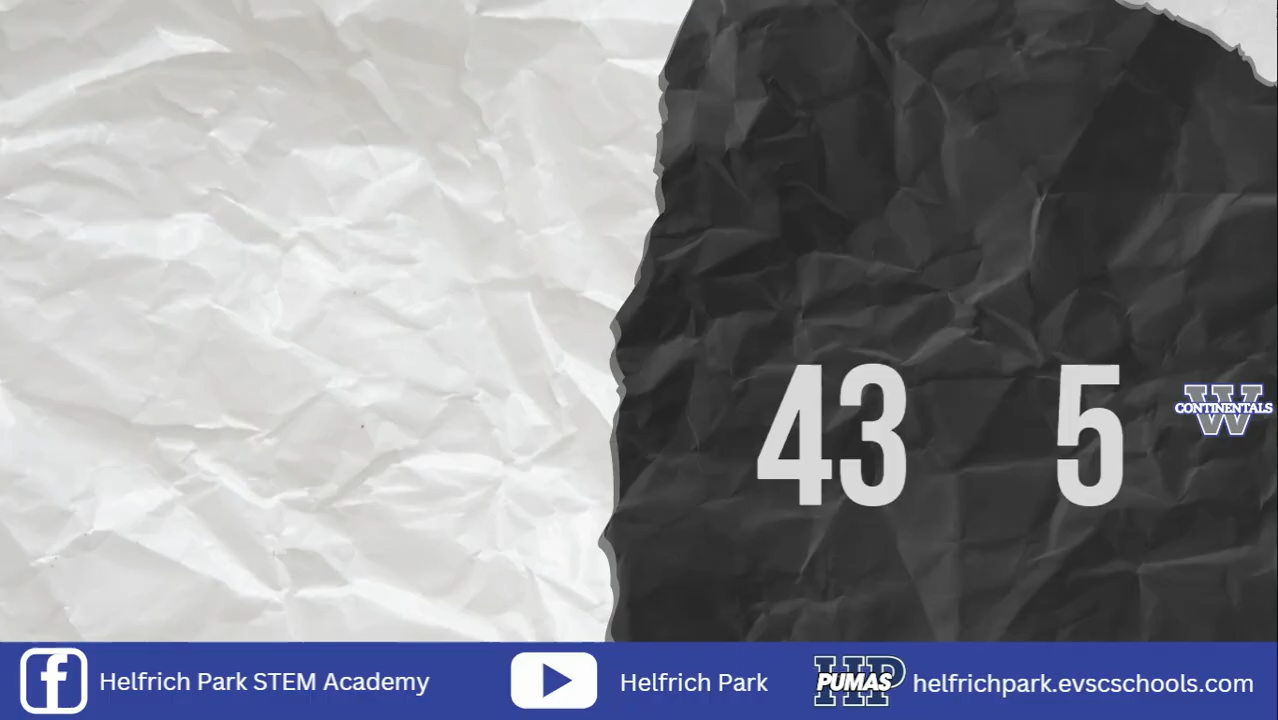 43 5
W
CONTINENTALS
Helfrich Park STEM Academy
Helfrich Park
HP
PUMAS
helfrichpark.evscschools.com